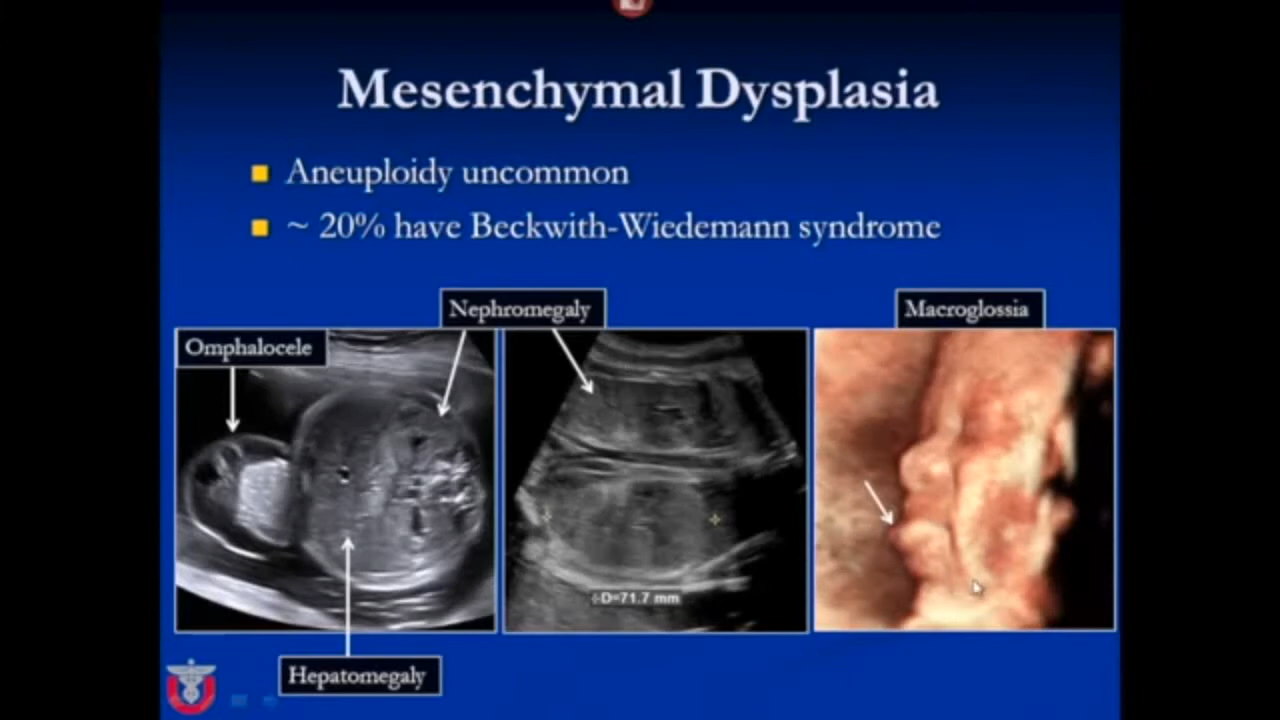 Mesenchymal Dysplasia
Aneuploidy uncommon
~ 20% have Beckwith-Wiedemann syndrome
Nephromegaly
Macroglossia
Omphalocele
D=71.7 mm
Hepatomegaly